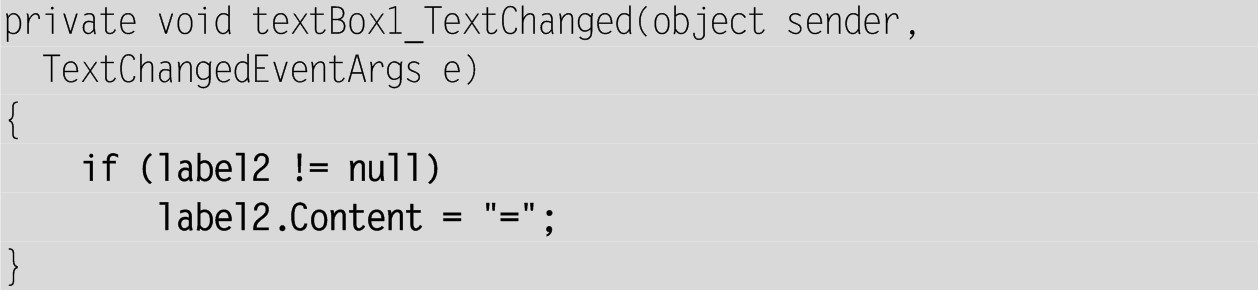 private void textBox1_TextChanged(object sender,
  TextChangedEventArgs e)
{
    if (label2 != null)
        label2.Content = "=";
}